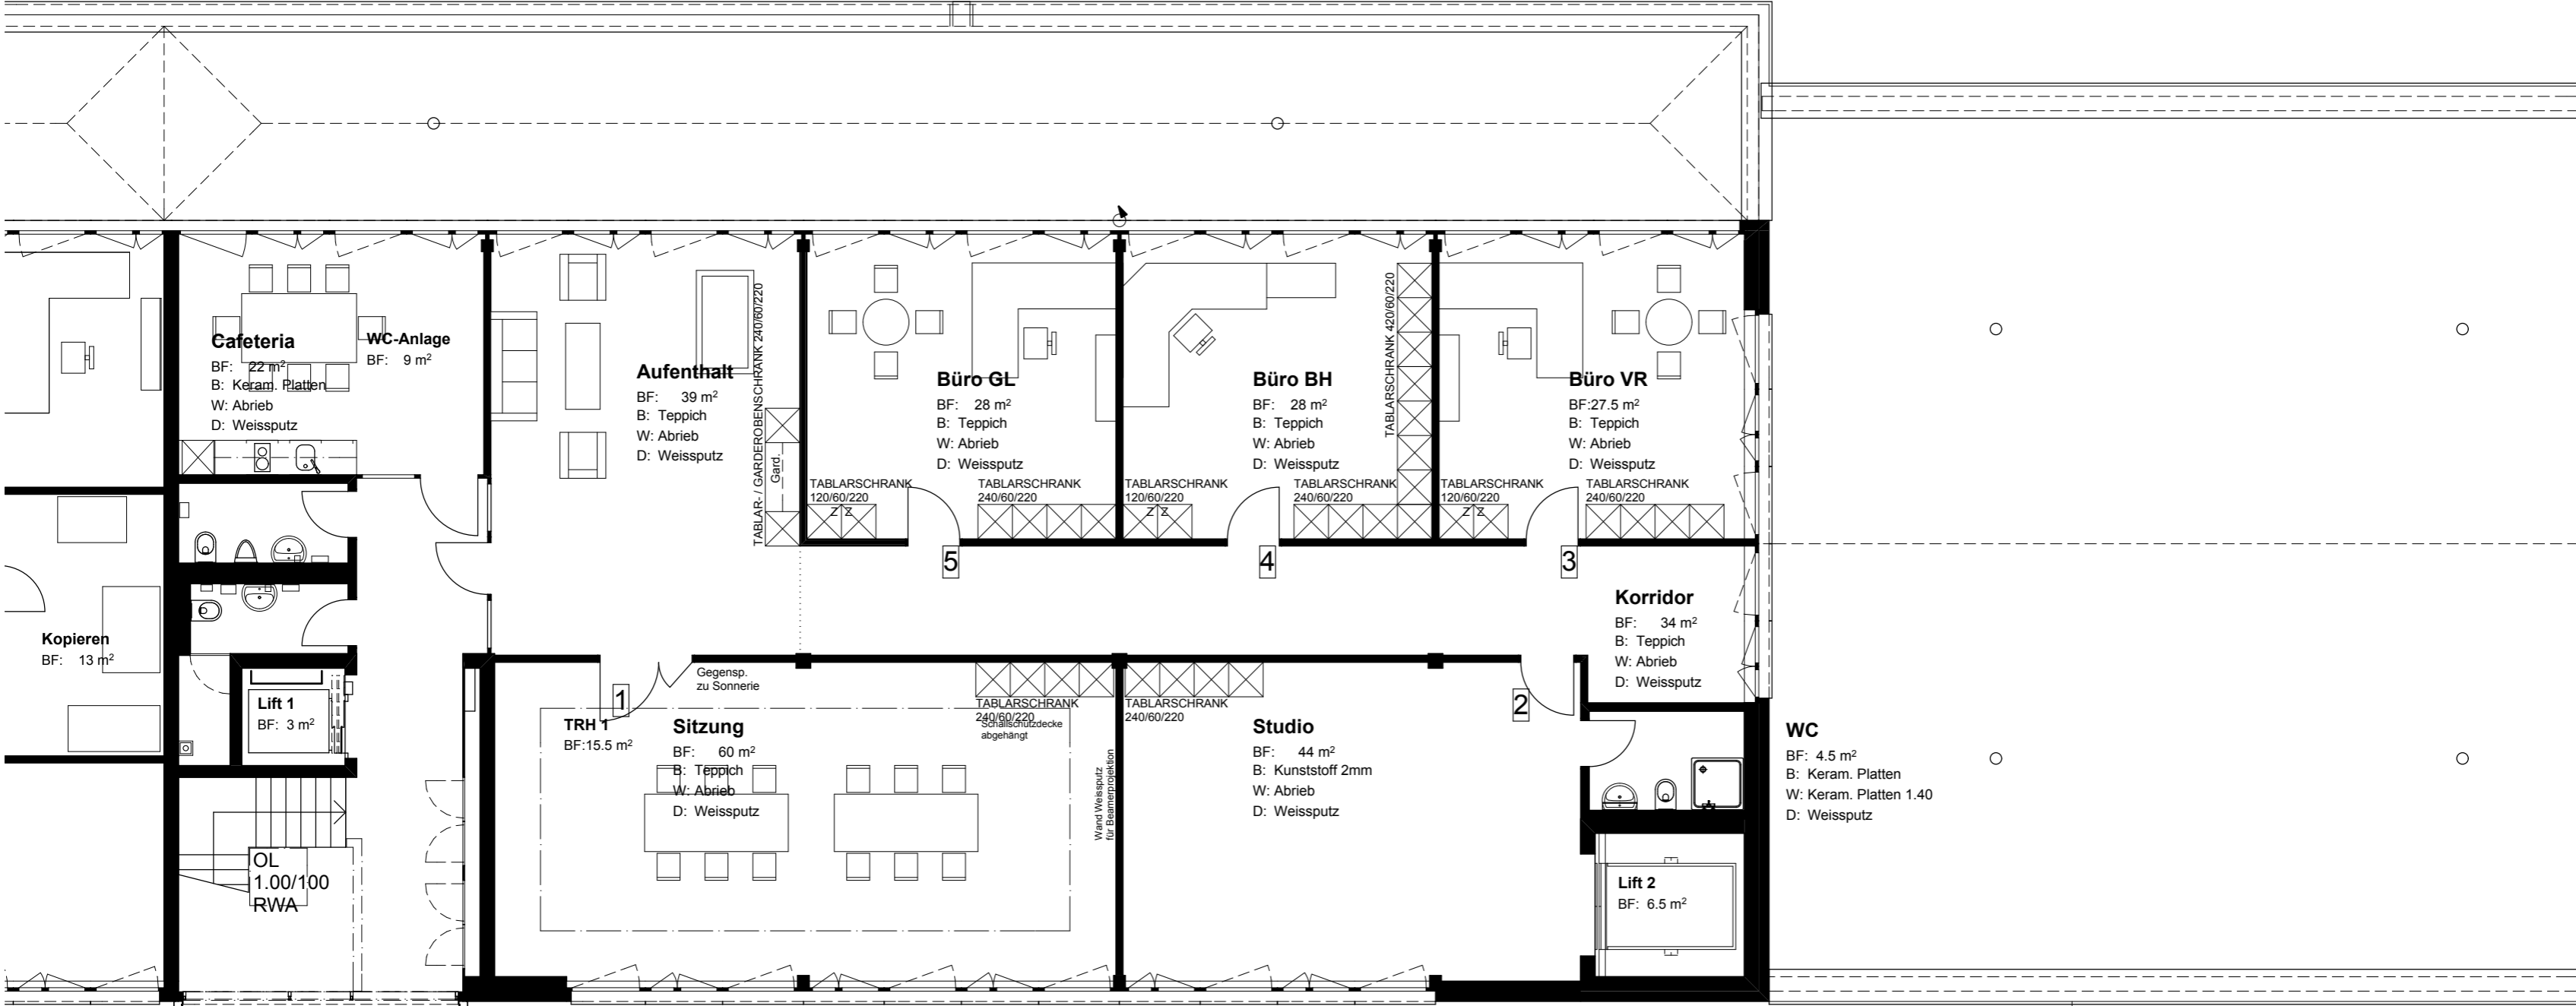 Cafeteria
BF: 22 m²
B: Keram. Platten
W: Abrieb
D: Weissputz
WC-Anlage
BF: 9 m²
Aufenthalt
BF: 39 m²
B: Teppich
W: Abrieb
D: Weissputz
TABLAR- / GARDEROBENSCHRANK 240/60/220
Gard.
Büro GL
BF: 28 m²
B: Teppich
W: Abrieb
D: Weissputz
TABLARSCHRANK
120/60/220
Z Z
TABLARSCHRANK
240/60/220
Büro BH
BF: 28 m²
B: Teppich
W: Abrieb
D: Weissputz
TABLARSCHRANK 420/60/220
TABLARSCHRANK
120/60/220
Z Z
TABLARSCHRANK
240/60/220
Büro VR
BF:27.5 m²
B: Teppich
W: Abrieb
D: Weissputz
TABLARSCHRANK
120/60/220
Z Z
TABLARSCHRANK
240/60/220
5
4
3
Korridor
BF: 34 m²
B: Teppich
W: Abrieb
D: Weissputz
Kopieren
BF: 13 m²
Lift 1
BF: 3 m²
OL
1.00/100
RWA
1
Gegensp.
zu Sonnerie
TRH 1
BF:15.5 m²
Sitzung
BF: 60 m²
B: Teppich
W: Abrieb
D: Weissputz
TABLARSCHRANK
240/60/220
Schallschutzdecke
abgehängt
Wand Weissputz
für Beamerprojektion
TABLARSCHRANK
240/60/220
Studio
BF: 44 m²
B: Kunststoff 2mm
W: Abrieb
D: Weissputz
2
WC
BF: 4.5 m²
B: Keram. Platten
W: Keram. Platten 1.40
D: Weissputz
Lift 2
BF: 6.5 m²